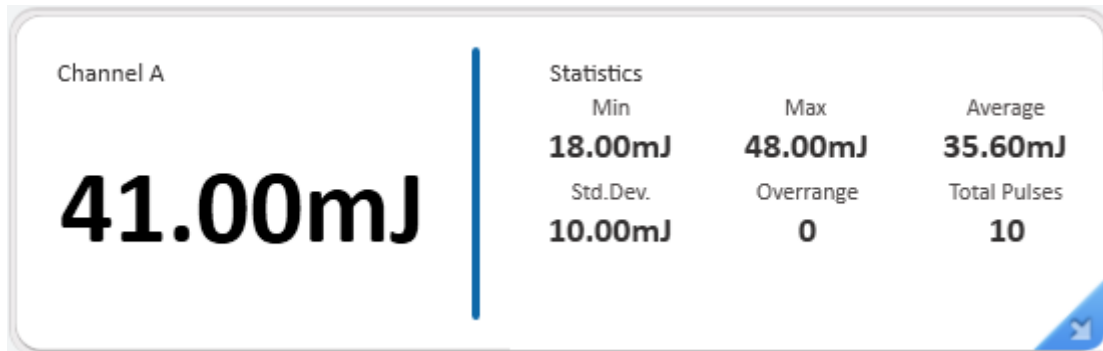 Channel A
41.00mJ
Statistics
Min Max Average
18.00mJ 48.00mJ 35.60mJ
Std.Dev. Overrange Total Pulses
10.00mJ 0 10